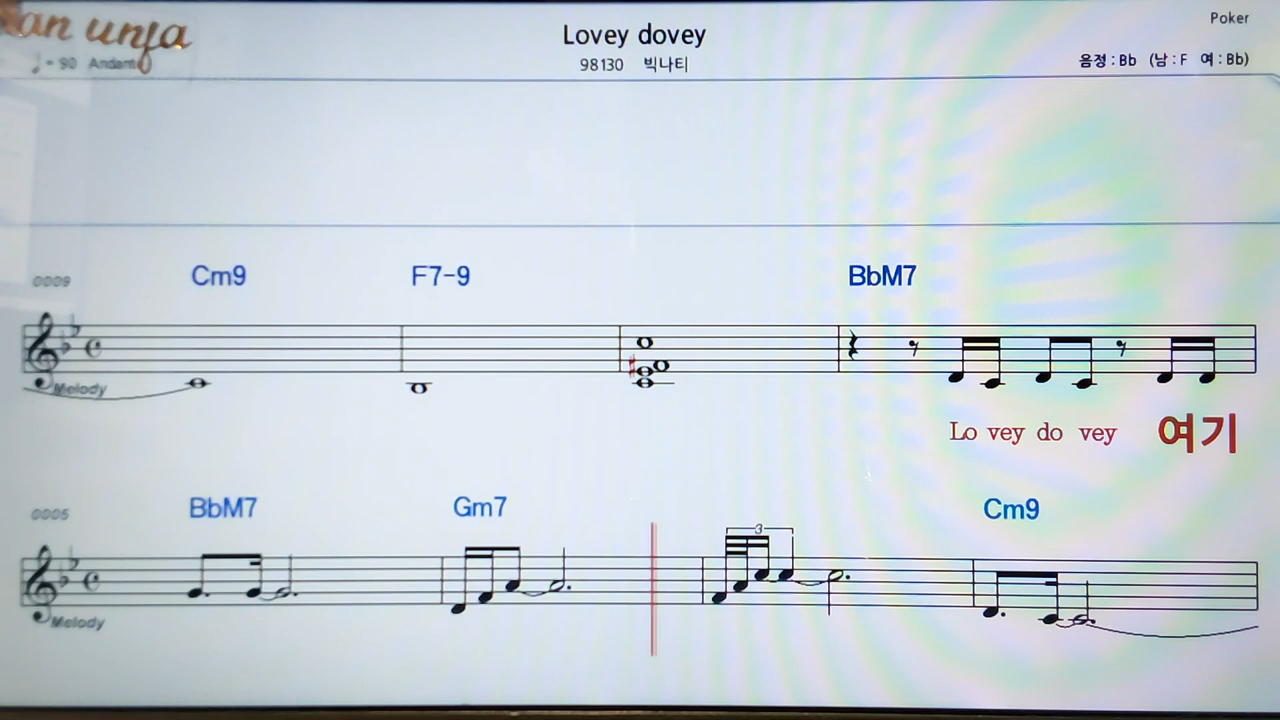 Poker
Lovey dovey
♩= 90 Andante
98130 빅나티
음정 : Bb (남 : F 여 : Bb)
0009
Cm9 F7-9 BbM7
Melody
Lo vey do vey 여기
0005
BbM7 Gm7 Cm9
3
Melody